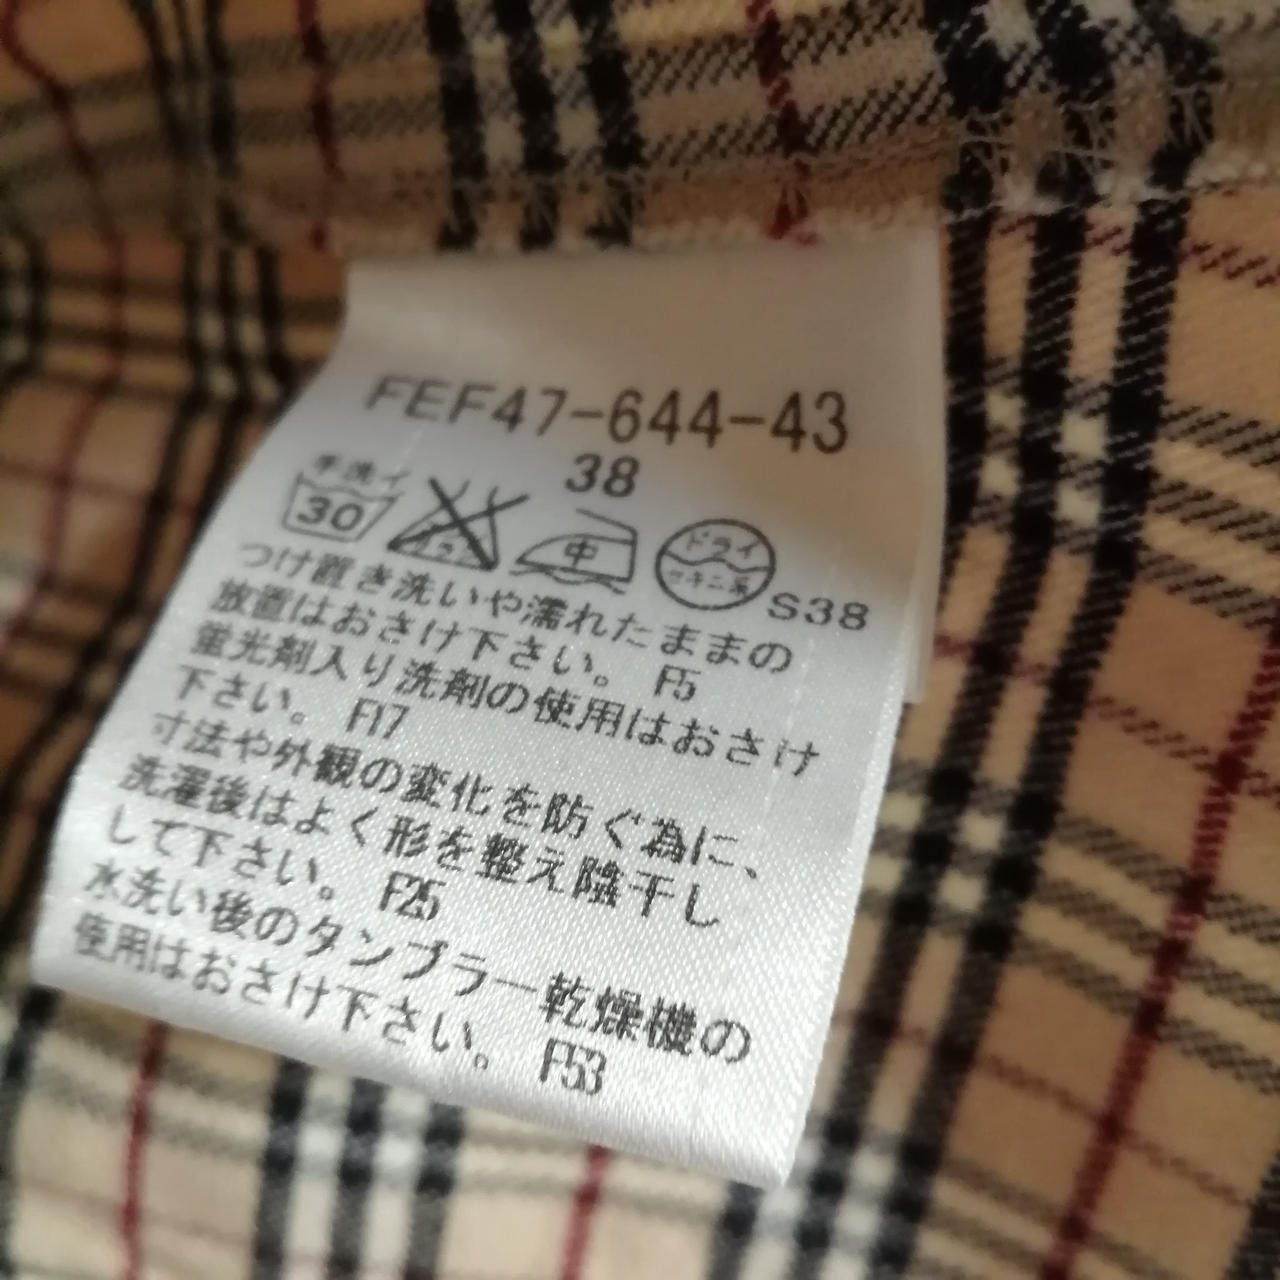 FEF47-644-43
38
手洗イ
30
中
ドライ
セキユ系
S38
つけ置き洗いや濡れたままの
放置はおさけ下さい。 F5
蛍光剤入り洗剤の使用はおさけ
下さい。 F17
寸法や外観の変化を防ぐ為に、
洗濯後はよく形を整え陰干し
して下さい。 F25
水洗い後のタンブラー乾燥機の
使用はおさけ下さい。 F53